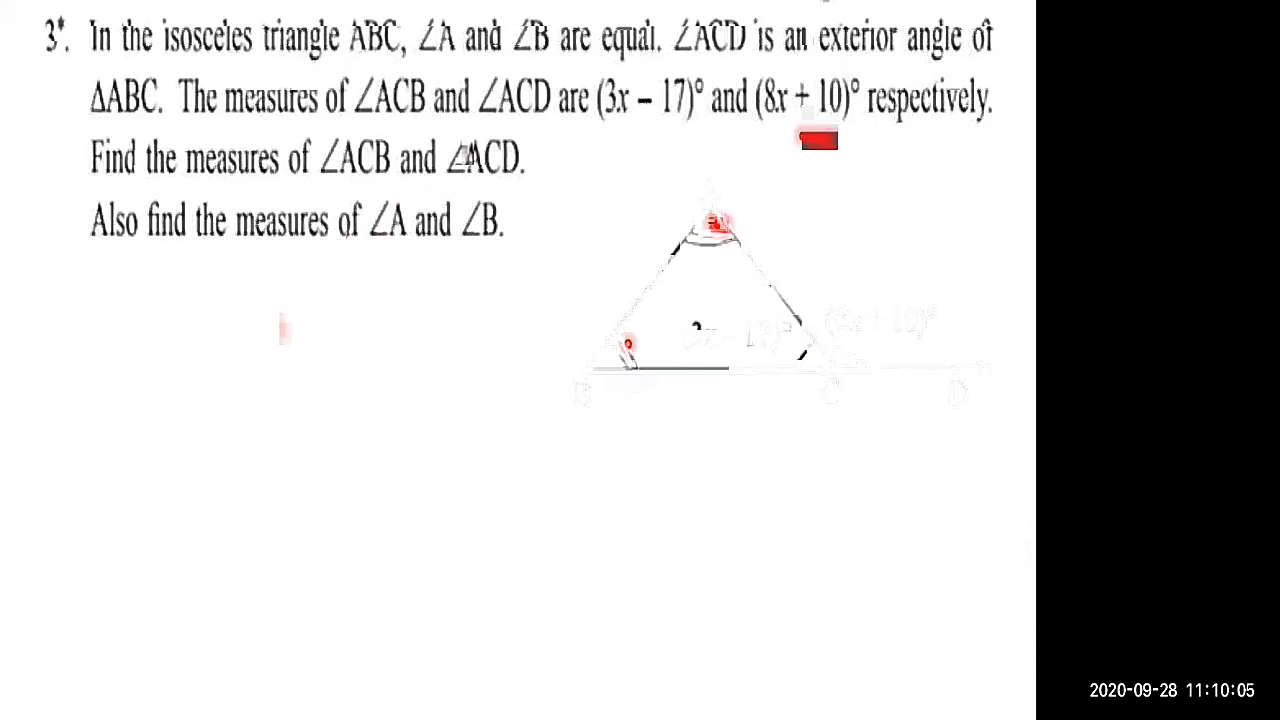 3*. In the isosceles triangle ABC, ∠A and ∠B are equal. ∠ACD is an exterior angle of
ΔABC. The measures of ∠ACB and ∠ACD are (3x – 17)° and (8x + 10)° respectively.
Find the measures of ∠ACB and ∠ACD.
Also find the measures of ∠A and ∠B.
(8x + 10)°
B C D
2020-09-28 11:10:05